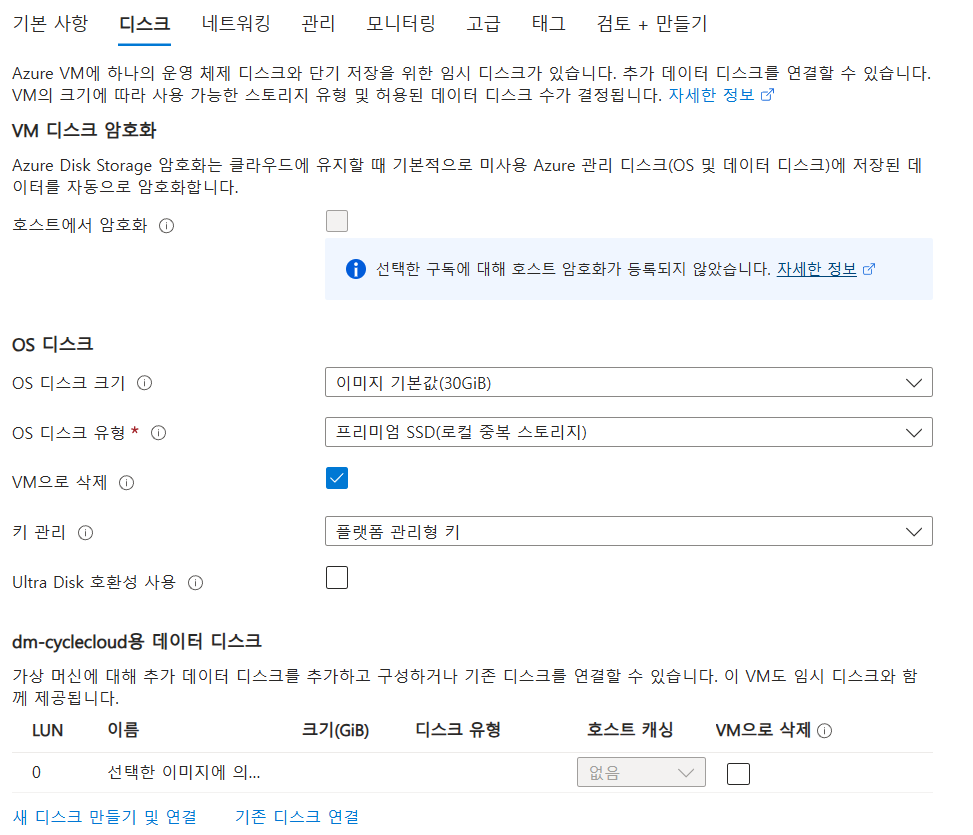 기본 사항 디스크 네트워킹 관리 모니터링 고급 태그 검토 + 만들기
Azure VM에 하나의 운영 체제 디스크와 단기 저장을 위한 임시 디스크가 있습니다. 추가 데이터 디스크를 연결할 수 있습니다.
VM의 크기에 따라 사용 가능한 스토리지 유형 및 허용된 데이터 디스크 수가 결정됩니다. 자세한 정보
VM 디스크 암호화
Azure Disk Storage 암호화는 클라우드에 유지할 때 기본적으로 미사용 Azure 관리 디스크(OS 및 데이터 디스크)에 저장된 데
이터를 자동으로 암호화합니다.
호스트에서 암호화
선택한 구독에 대해 호스트 암호화가 등록되지 않았습니다. 자세한 정보
OS 디스크
OS 디스크 크기 이미지 기본값(30GiB)
OS 디스크 유형 * 프리미엄 SSD(로컬 중복 스토리지)
VM으로 삭제
키 관리 플랫폼 관리형 키
Ultra Disk 호환성 사용
dm-cyclecloud용 데이터 디스크
가상 머신에 대해 추가 데이터 디스크를 추가하고 구성하거나 기존 디스크를 연결할 수 있습니다. 이 VM도 임시 디스크와 함
께 제공됩니다.
LUN 이름 크기(GiB) 디스크 유형 호스트 캐싱 VM으로 삭제
0 선택한 이미지에 의... 없음
새 디스크 만들기 및 연결 기존 디스크 연결